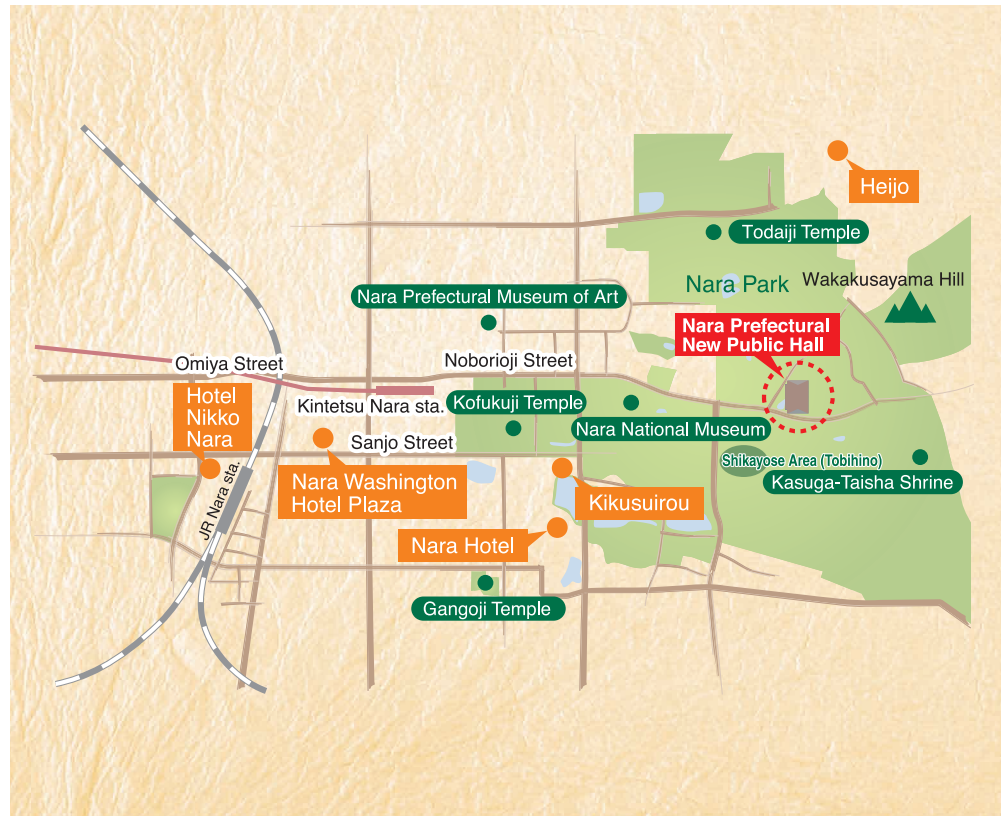 Heijo
Todaiji Temple
Nara Park
Wakakusayama Hill
Nara Prefectural Museum of Art
Nara Prefectural
New Public Hall
Omiya Street
Noborioji Street
Hotel
Nikko
Nara
Kintetsu Nara sta.
Kofukuji Temple
Nara National Museum
Sanjo Street
Shikayose Area (Tobihino)
Kasuga-Taisha Shrine
JR Nara sta.
Nara Washington
Hotel Plaza
Kikusuirou
Nara Hotel
Gangoji Temple